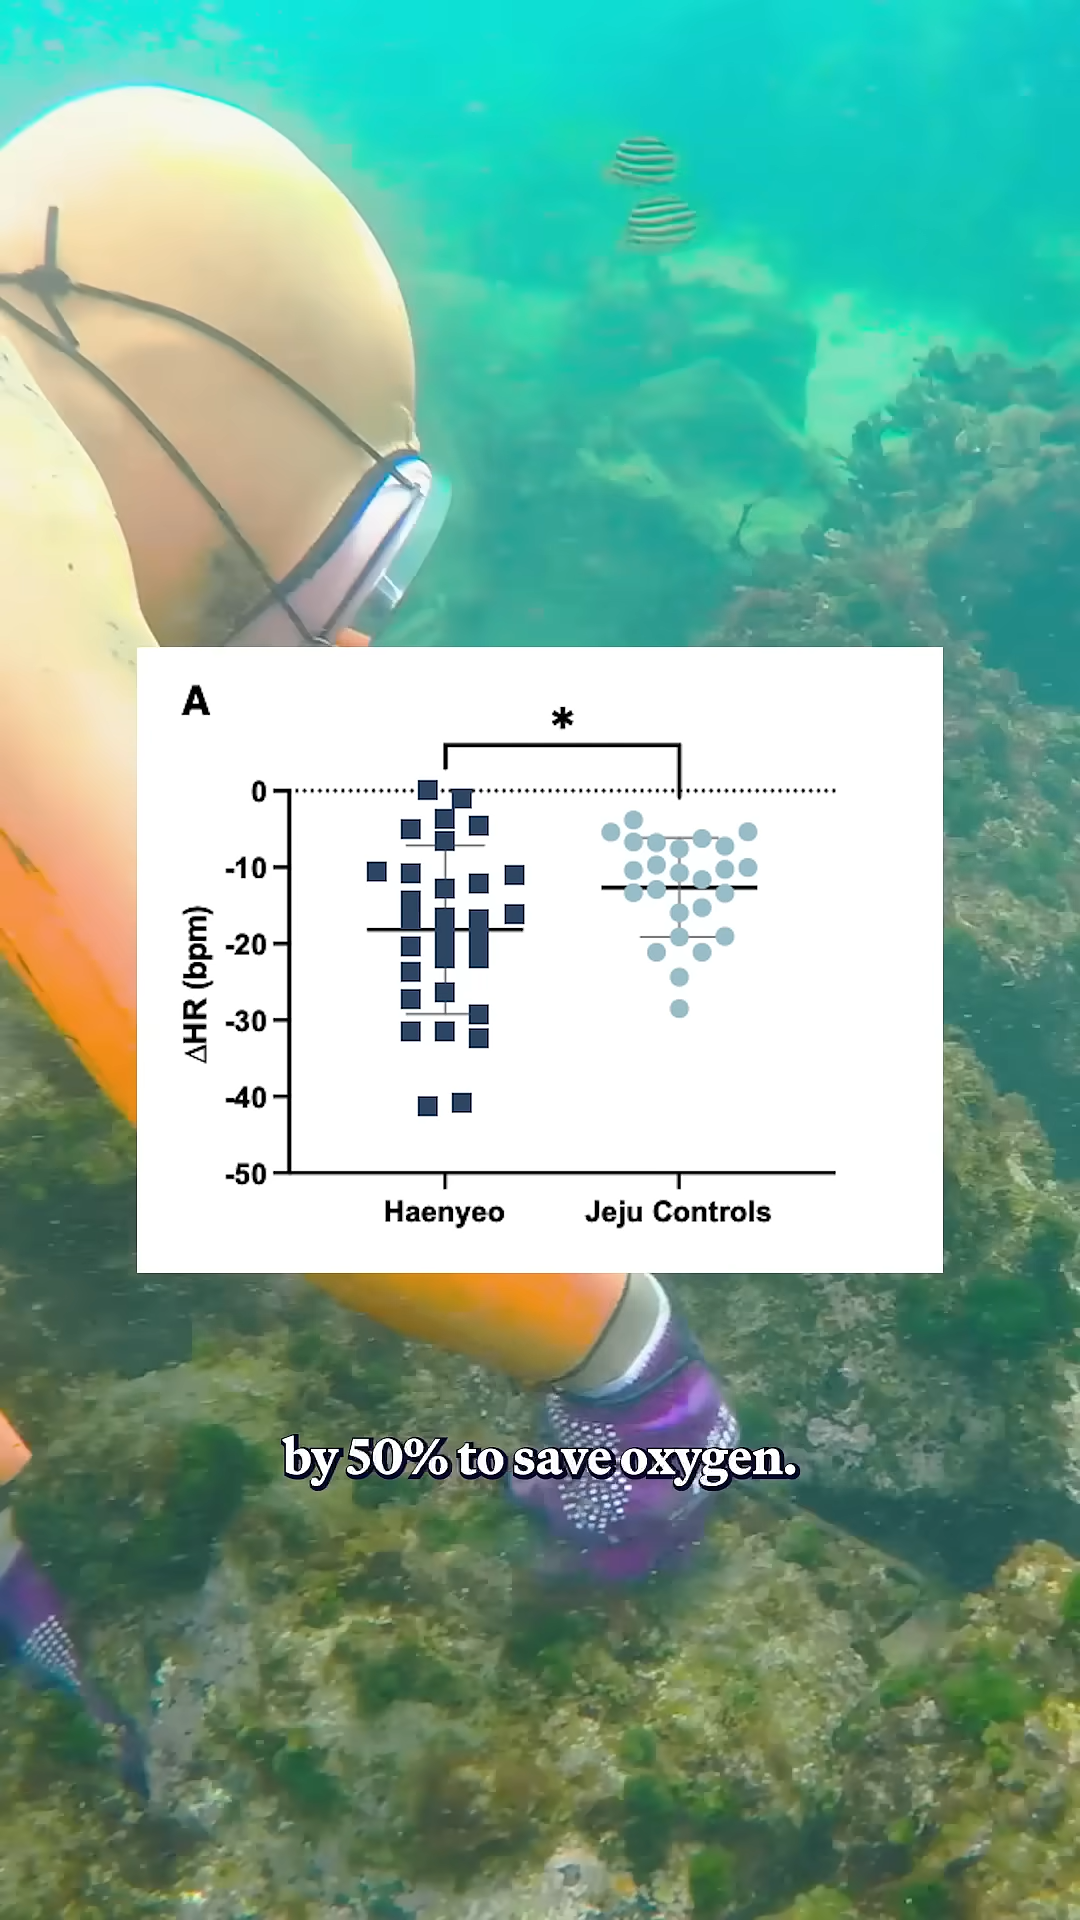 A
*
0
-10
-20
-30
-40
-50
ΔHR (bpm)
Haenyeo Jeju Controls
by 50% to save oxygen.